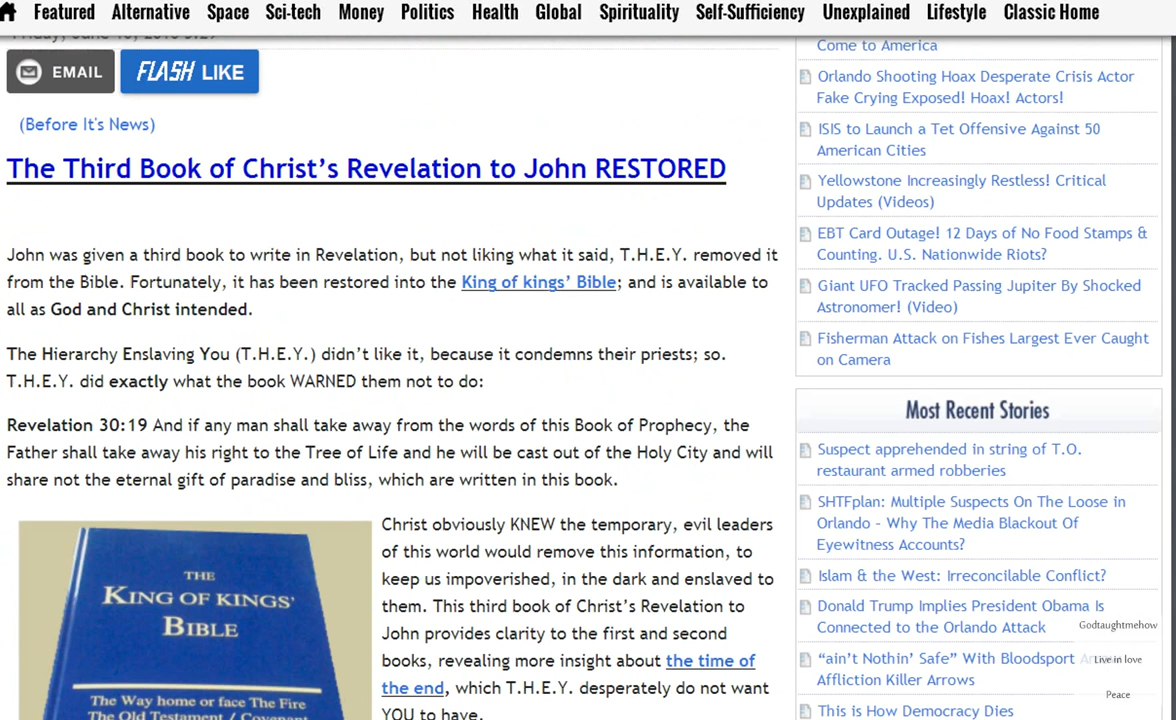 Featured Alternative Space Sci-tech Money Politics Health Global Spirituality Self-Sufficiency Unexplained Lifestyle Classic Home
EMAIL FLASH LIKE
(Before It's News)
The Third Book of Christ’s Revelation to John RESTORED
John was given a third book to write in Revelation, but not liking what it said, T.H.E.Y. removed it
from the Bible. Fortunately, it has been restored into the King of kings’ Bible; and is available to
all as God and Christ intended.
The Hierarchy Enslaving You (T.H.E.Y.) didn’t like it, because it condemns their priests; so.
T.H.E.Y. did exactly what the book WARNED them not to do:
Revelation 30:19 And if any man shall take away from the words of this Book of Prophecy, the
Father shall take away his right to the Tree of Life and he will be cast out of the Holy City and will
share not the eternal gift of paradise and bliss, which are written in this book.
THE
KING OF KINGS’
BIBLE
The Way home or face The Fire
The Old Testament / Covenant
Christ obviously KNEW the temporary, evil leaders
of this world would remove this information, to
keep us impoverished, in the dark and enslaved to
them. This third book of Christ’s Revelation to
John provides clarity to the first and second
books, revealing more insight about the time of
the end, which T.H.E.Y. desperately do not want
YOU to have.
Come to America
Orlando Shooting Hoax Desperate Crisis Actor
Fake Crying Exposed! Hoax! Actors!
ISIS to Launch a Tet Offensive Against 50
American Cities
Yellowstone Increasingly Restless! Critical
Updates (Videos)
EBT Card Outage! 12 Days of No Food Stamps &
Counting. U.S. Nationwide Riots?
Giant UFO Tracked Passing Jupiter By Shocked
Astronomer! (Video)
Fisherman Attack on Fishes Largest Ever Caught
on Camera
Most Recent Stories
Suspect apprehended in string of T.O.
restaurant armed robberies
SHTFplan: Multiple Suspects On The Loose in
Orlando - Why The Media Blackout Of
Eyewitness Accounts?
Islam & the West: Irreconcilable Conflict?
Donald Trump Implies President Obama Is
Connected to the Orlando Attack
Godtaughtmehow
“ain’t Nothin’ Safe” With Bloodsport
Affliction Killer Arrows
Live in love
Peace
This is How Democracy Dies